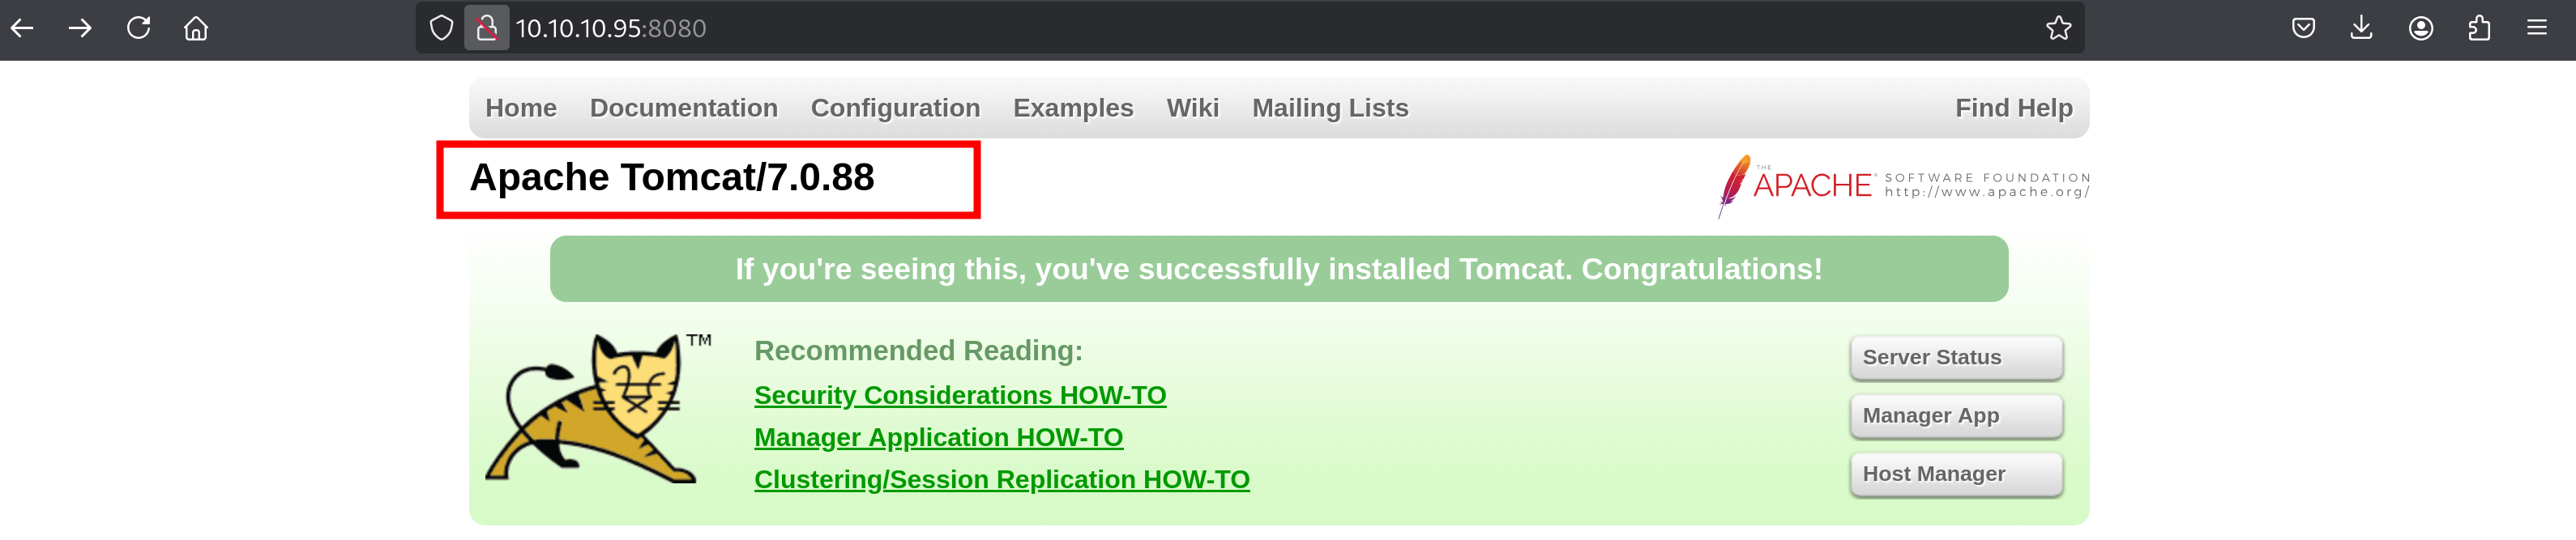 10.10.10.95:8080
Home Documentation Configuration Examples Wiki Mailing Lists Find Help
Apache Tomcat/7.0.88
THE
APACHE® SOFTWARE FOUNDATION
http://www.apache.org/
If you're seeing this, you've successfully installed Tomcat. Congratulations!
TM
Recommended Reading:
Security Considerations HOW-TO
Manager Application HOW-TO
Clustering/Session Replication HOW-TO
Server Status
Manager App
Host Manager